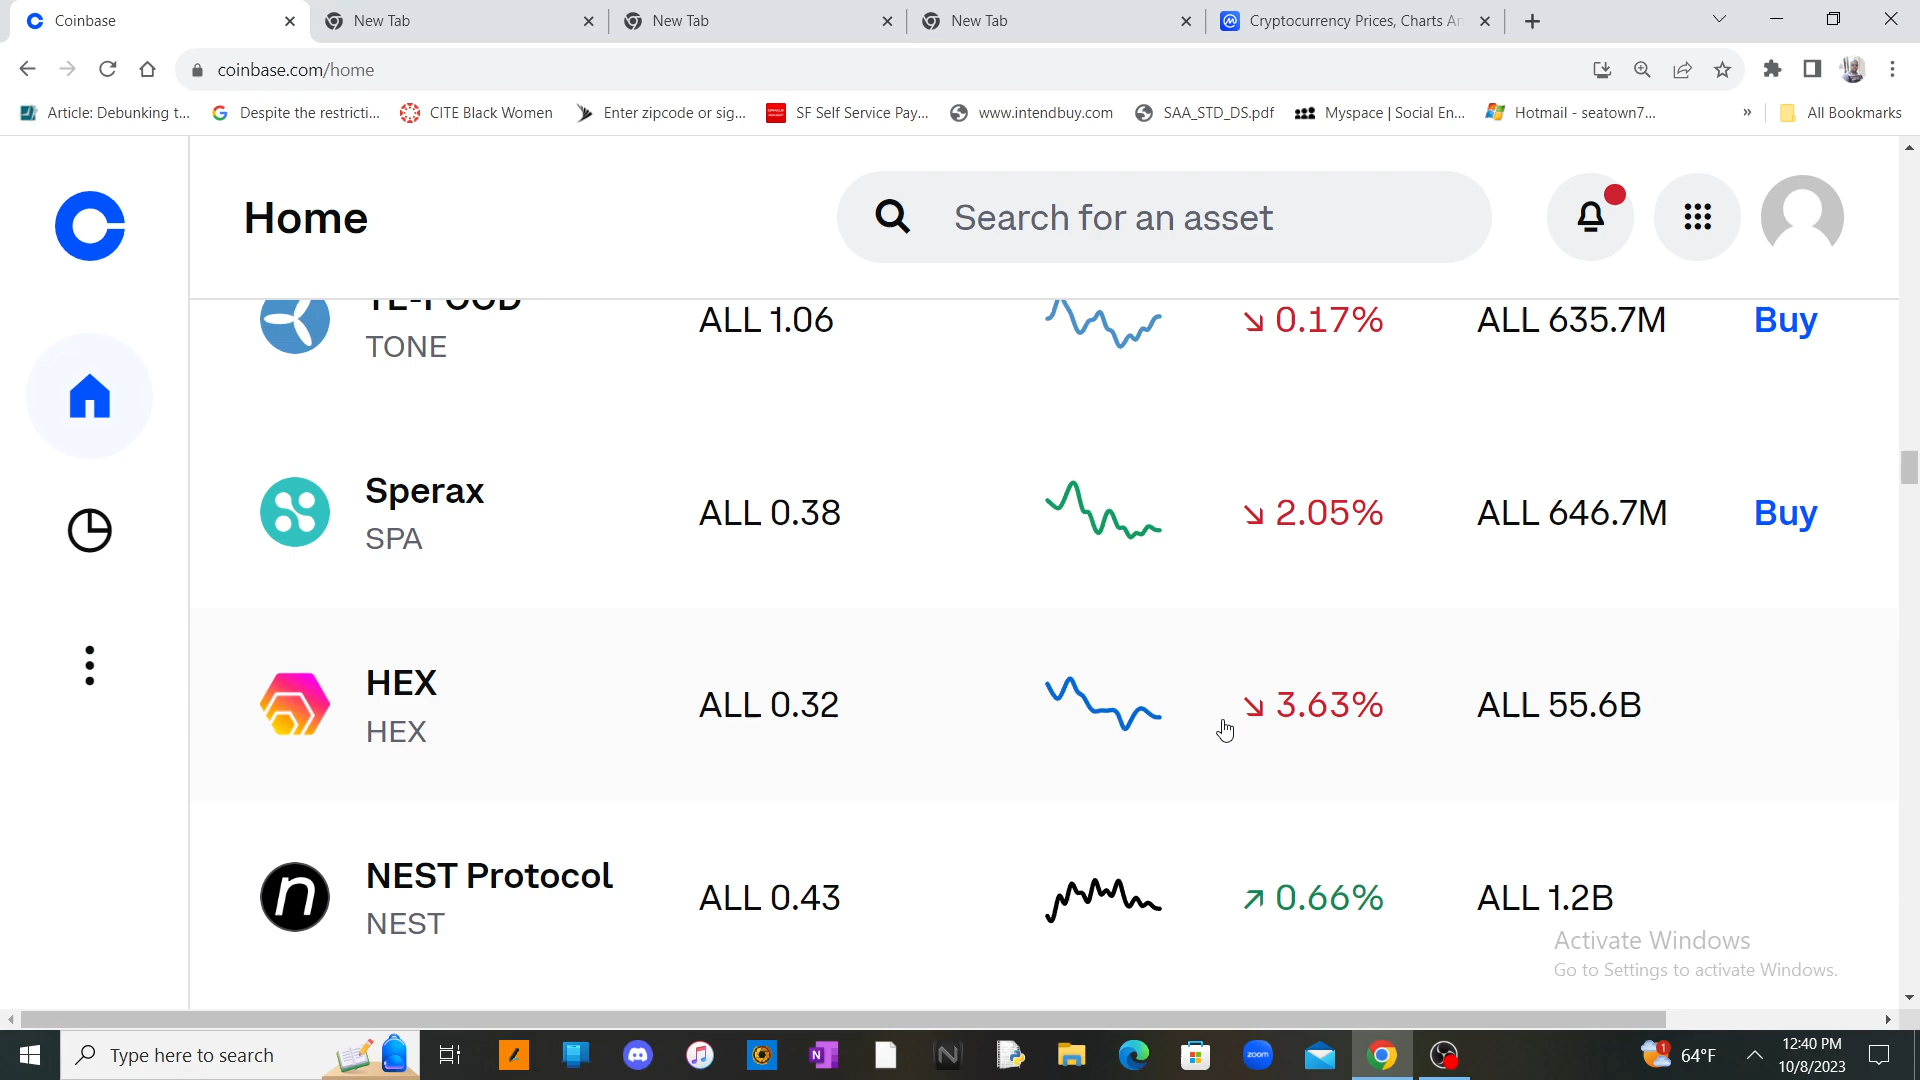 Coinbase
New Tab
New Tab
New Tab
Cryptocurrency Prices, Charts An
coinbase.com/home
Article: Debunking t...
Despite the restricti...
CITE Black Women
Enter zipcode or sig...
SF Self Service Pay...
www.intendbuy.com
SAA_STD_DS.pdf
Myspace | Social En...
Hotmail - seatown7...
»
All Bookmarks
Home
Search for an asset
TE-FOOD
TONE
ALL 1.06
0.17%
ALL 635.7M
Buy
Sperax
SPA
ALL 0.38
2.05%
ALL 646.7M
Buy
HEX
HEX
ALL 0.32
3.63%
ALL 55.6B
NEST Protocol
NEST
ALL 0.43
0.66%
ALL 1.2B
Activate Windows
Go to Settings to activate Windows.
Type here to search
zoom
1
64°F
12:40 PM
10/8/2023